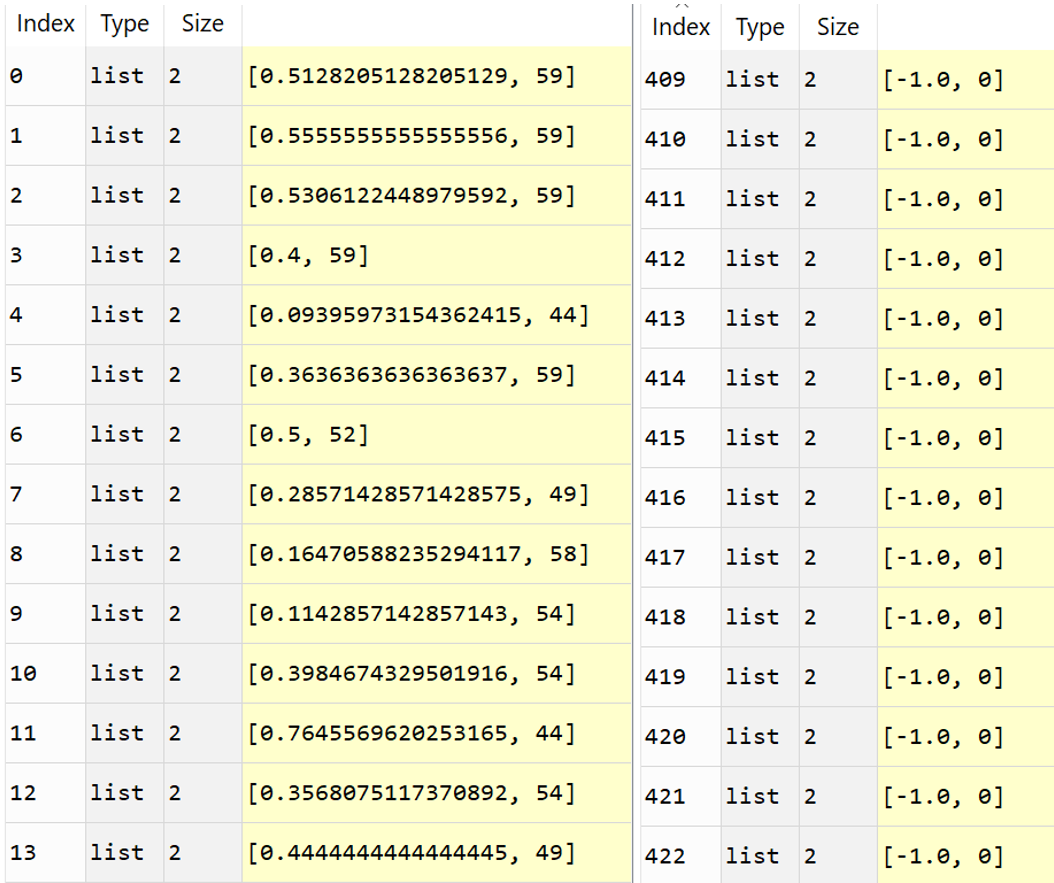 Index Type Size
0 list 2 [0.5128205128205129, 59]
1 list 2 [0.5555555555555556, 59]
2 list 2 [0.5306122448979592, 59]
3 list 2 [0.4, 59]
4 list 2 [0.09395973154362415, 44]
5 list 2 [0.3636363636363637, 59]
6 list 2 [0.5, 52]
7 list 2 [0.28571428571428575, 49]
8 list 2 [0.16470588235294117, 58]
9 list 2 [0.1142857142857143, 54]
10 list 2 [0.3984674329501916, 54]
11 list 2 [0.7645569620253165, 44]
12 list 2 [0.3568075117370892, 54]
13 list 2 [0.4444444444444445, 49]
Index Type Size
409 list 2 [-1.0, 0]
410 list 2 [-1.0, 0]
411 list 2 [-1.0, 0]
412 list 2 [-1.0, 0]
413 list 2 [-1.0, 0]
414 list 2 [-1.0, 0]
415 list 2 [-1.0, 0]
416 list 2 [-1.0, 0]
417 list 2 [-1.0, 0]
418 list 2 [-1.0, 0]
419 list 2 [-1.0, 0]
420 list 2 [-1.0, 0]
421 list 2 [-1.0, 0]
422 list 2 [-1.0, 0]